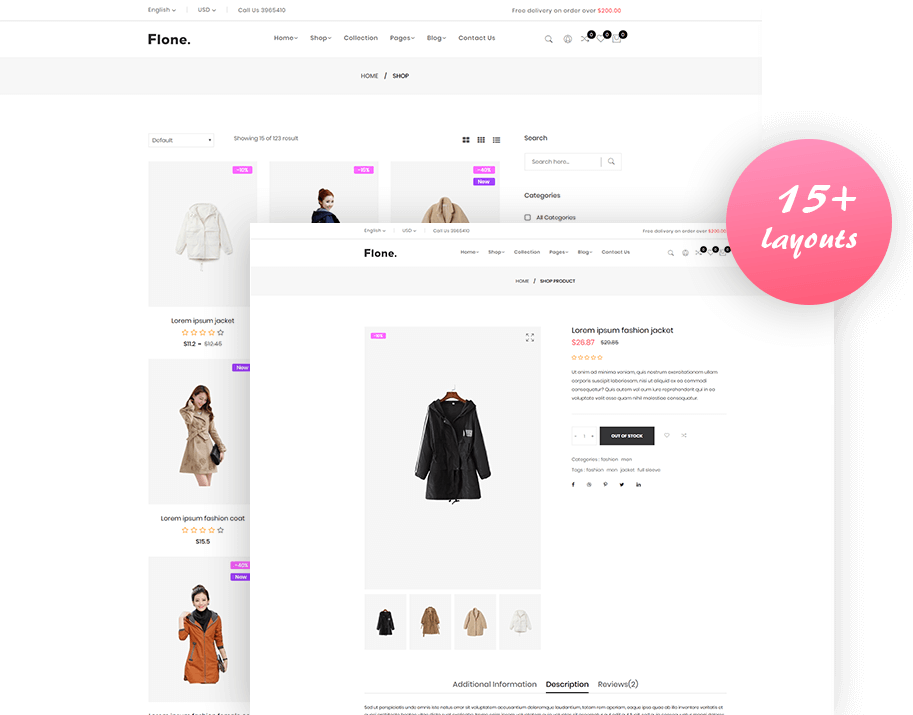 English USD Call Us 3965410 Free delivery on order over $200.00
Flone. Home Shop Collection Pages Blog Contact Us 0 0 0
HOME / SHOP
Default Showing 15 of 123 result
Search
Search here...
Categories
All Categories
-10% -15% -40%
New
Lorem ipsum jacket
$11.2 - $12.45
New
Lorem ipsum fashion coat
$15.5
-40%
New
15+
layouts
English USD Call Us 3965410 Free delivery on order over $200.00
Flone. Home Shop Collection Pages Blog Contact Us 0 0 0
HOME / SHOP PRODUCT
Lorem ipsum fashion jacket
$26.87 $29.85
Ut enim ad minima veniam, quis nostrum exercitationem ullam
corporis suscipit laboriosam, nisi ut aliquid ex ea commodi
consequatur? Quis autem vel eum iure reprehenderit qui in ea
voluptate velit esse quam nihil molestiae consequatur.
- 1 + OUT OF STOCK
Categories : fashion men
Tags : fashion men jacket full sleeve
Additional Information Description Reviews(2)